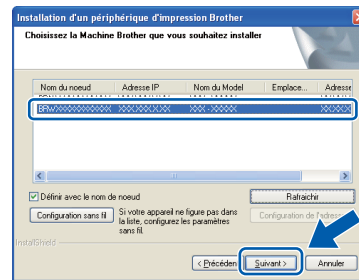 Installation d'un périphérique d'impression Brother
Choisissez la Machine Brother que vous souhaitez installer
Nom du noeud Adresse IP Nom du Model Emplace... Adresse
BRWXXXXXXXXXXXX XXX.XXX.X.XX XXX-XXXXX XXXXX
Définir avec le nom de noeud
Rafraichir
Configuration sans fil
Si votre appareil ne figure pas dans
la liste, configurez les paramètres
sans fil.
Configuration de l'adresse
InstallShield
< Précéden
Suivant >
Annuler